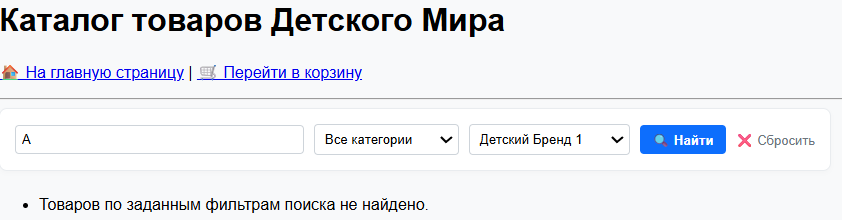 Каталог товаров Детского Мира
На главную страницу | Перейти в корзину
А Все категории Детский Бренд 1 Найти Сбросить
Товаров по заданным фильтрам поиска не найдено.